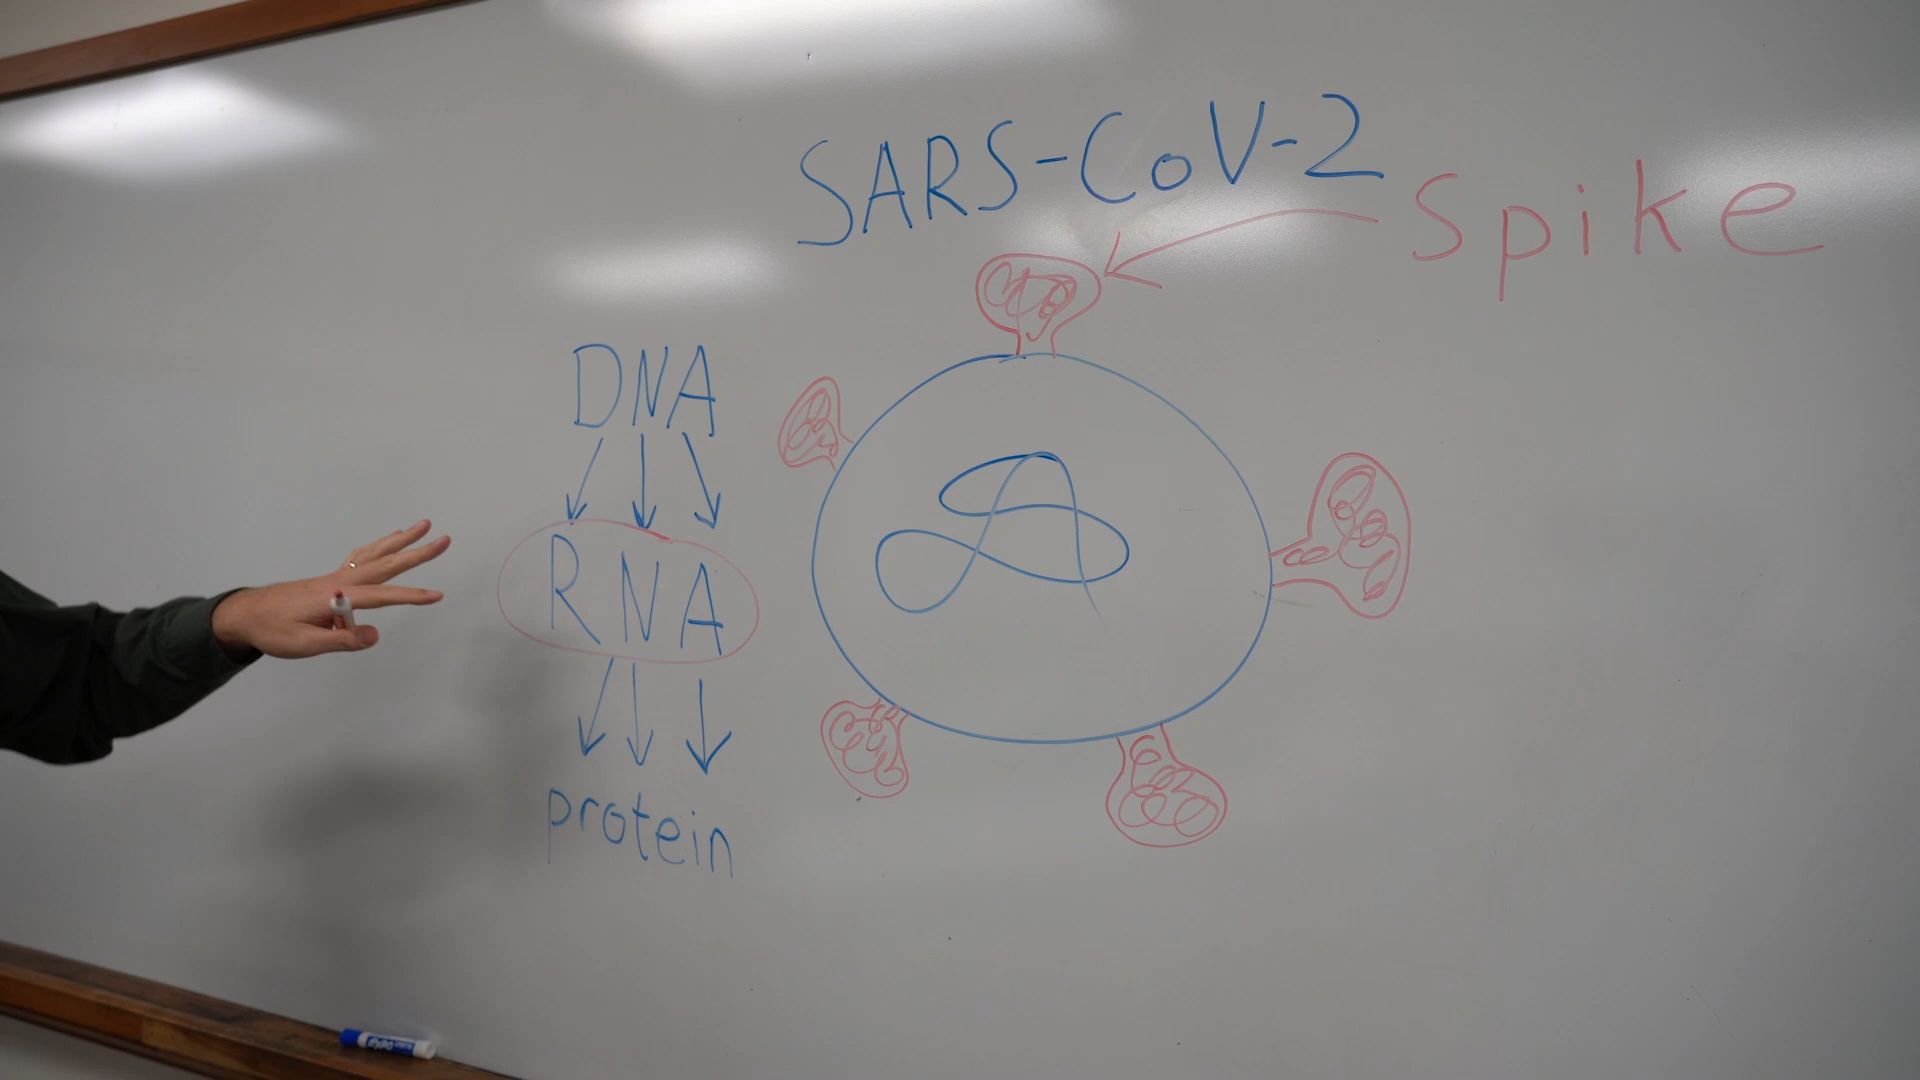 SARS-CoV-2
Spike
DNA
RNA
protein